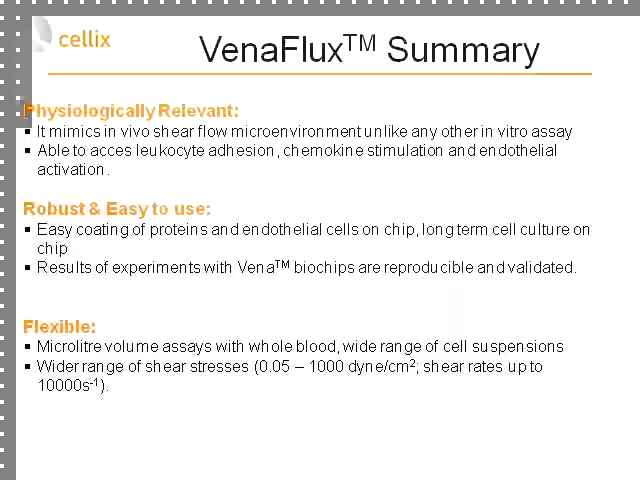 cellix
VenaFlux™ Summary
Physiologically Relevant:
▪ It mimics in vivo shear flow microenvironment unlike any other in vitro assay
▪ Able to acces leukocyte adhesion, chemokine stimulation and endothelial
activation.
Robust & Easy to use:
▪ Easy coating of proteins and endothelial cells on chip, long term cell culture on
chip
▪ Results of experiments with Vena™ biochips are reproducible and validated.
Flexible:
▪ Microlitre volume assays with whole blood, wide range of cell suspensions
▪ Wider range of shear stresses (0.05 – 1000 dyne/cm²; shear rates up to
10000s⁻¹).